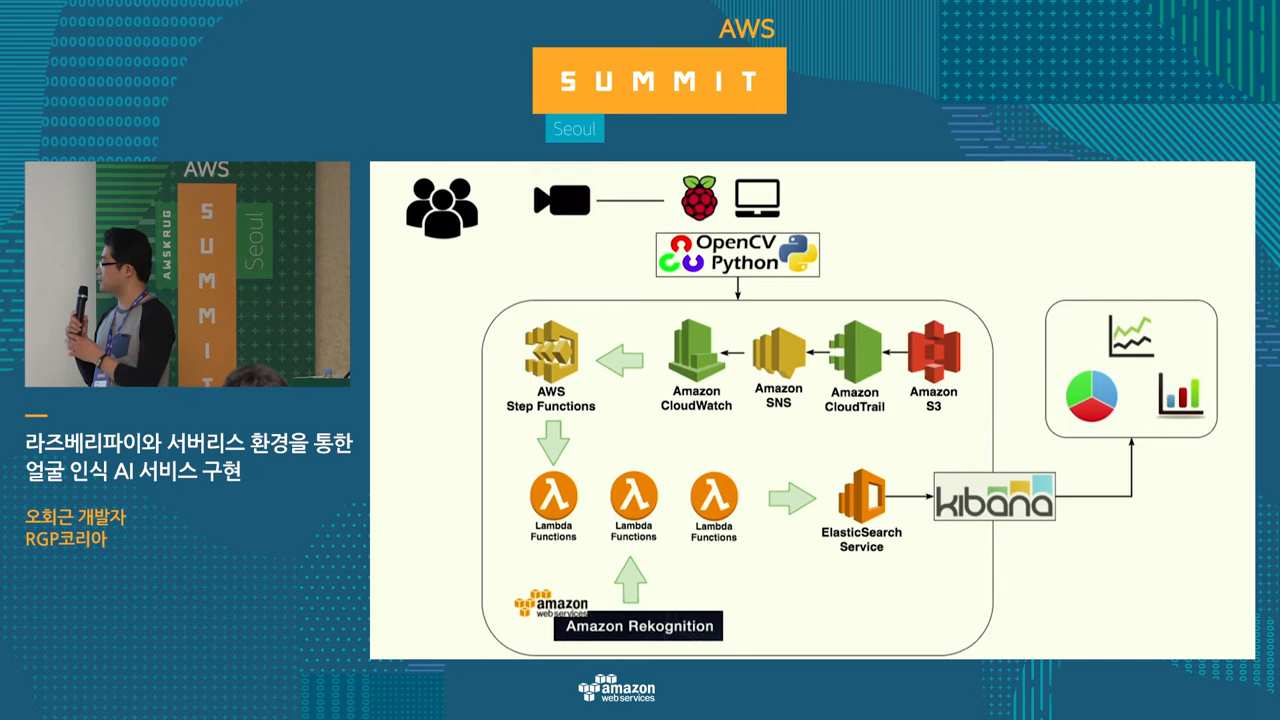 AWS
SUMMIT
Seoul
AWS
AWSKRUG
SUMMIT
Seoul
라즈베리파이와 서버리스 환경을 통한
얼굴 인식 AI 서비스 구현
오희근 개발자
RGP코리아
OpenCV
Python
AWS
Step Functions
Amazon
CloudWatch
Amazon
SNS
Amazon
CloudTrail
Amazon
S3
Lambda
Functions
Lambda
Functions
Lambda
Functions
ElasticSearch
Service
kibana
amazon
web services
Amazon Rekognition
amazon
web services